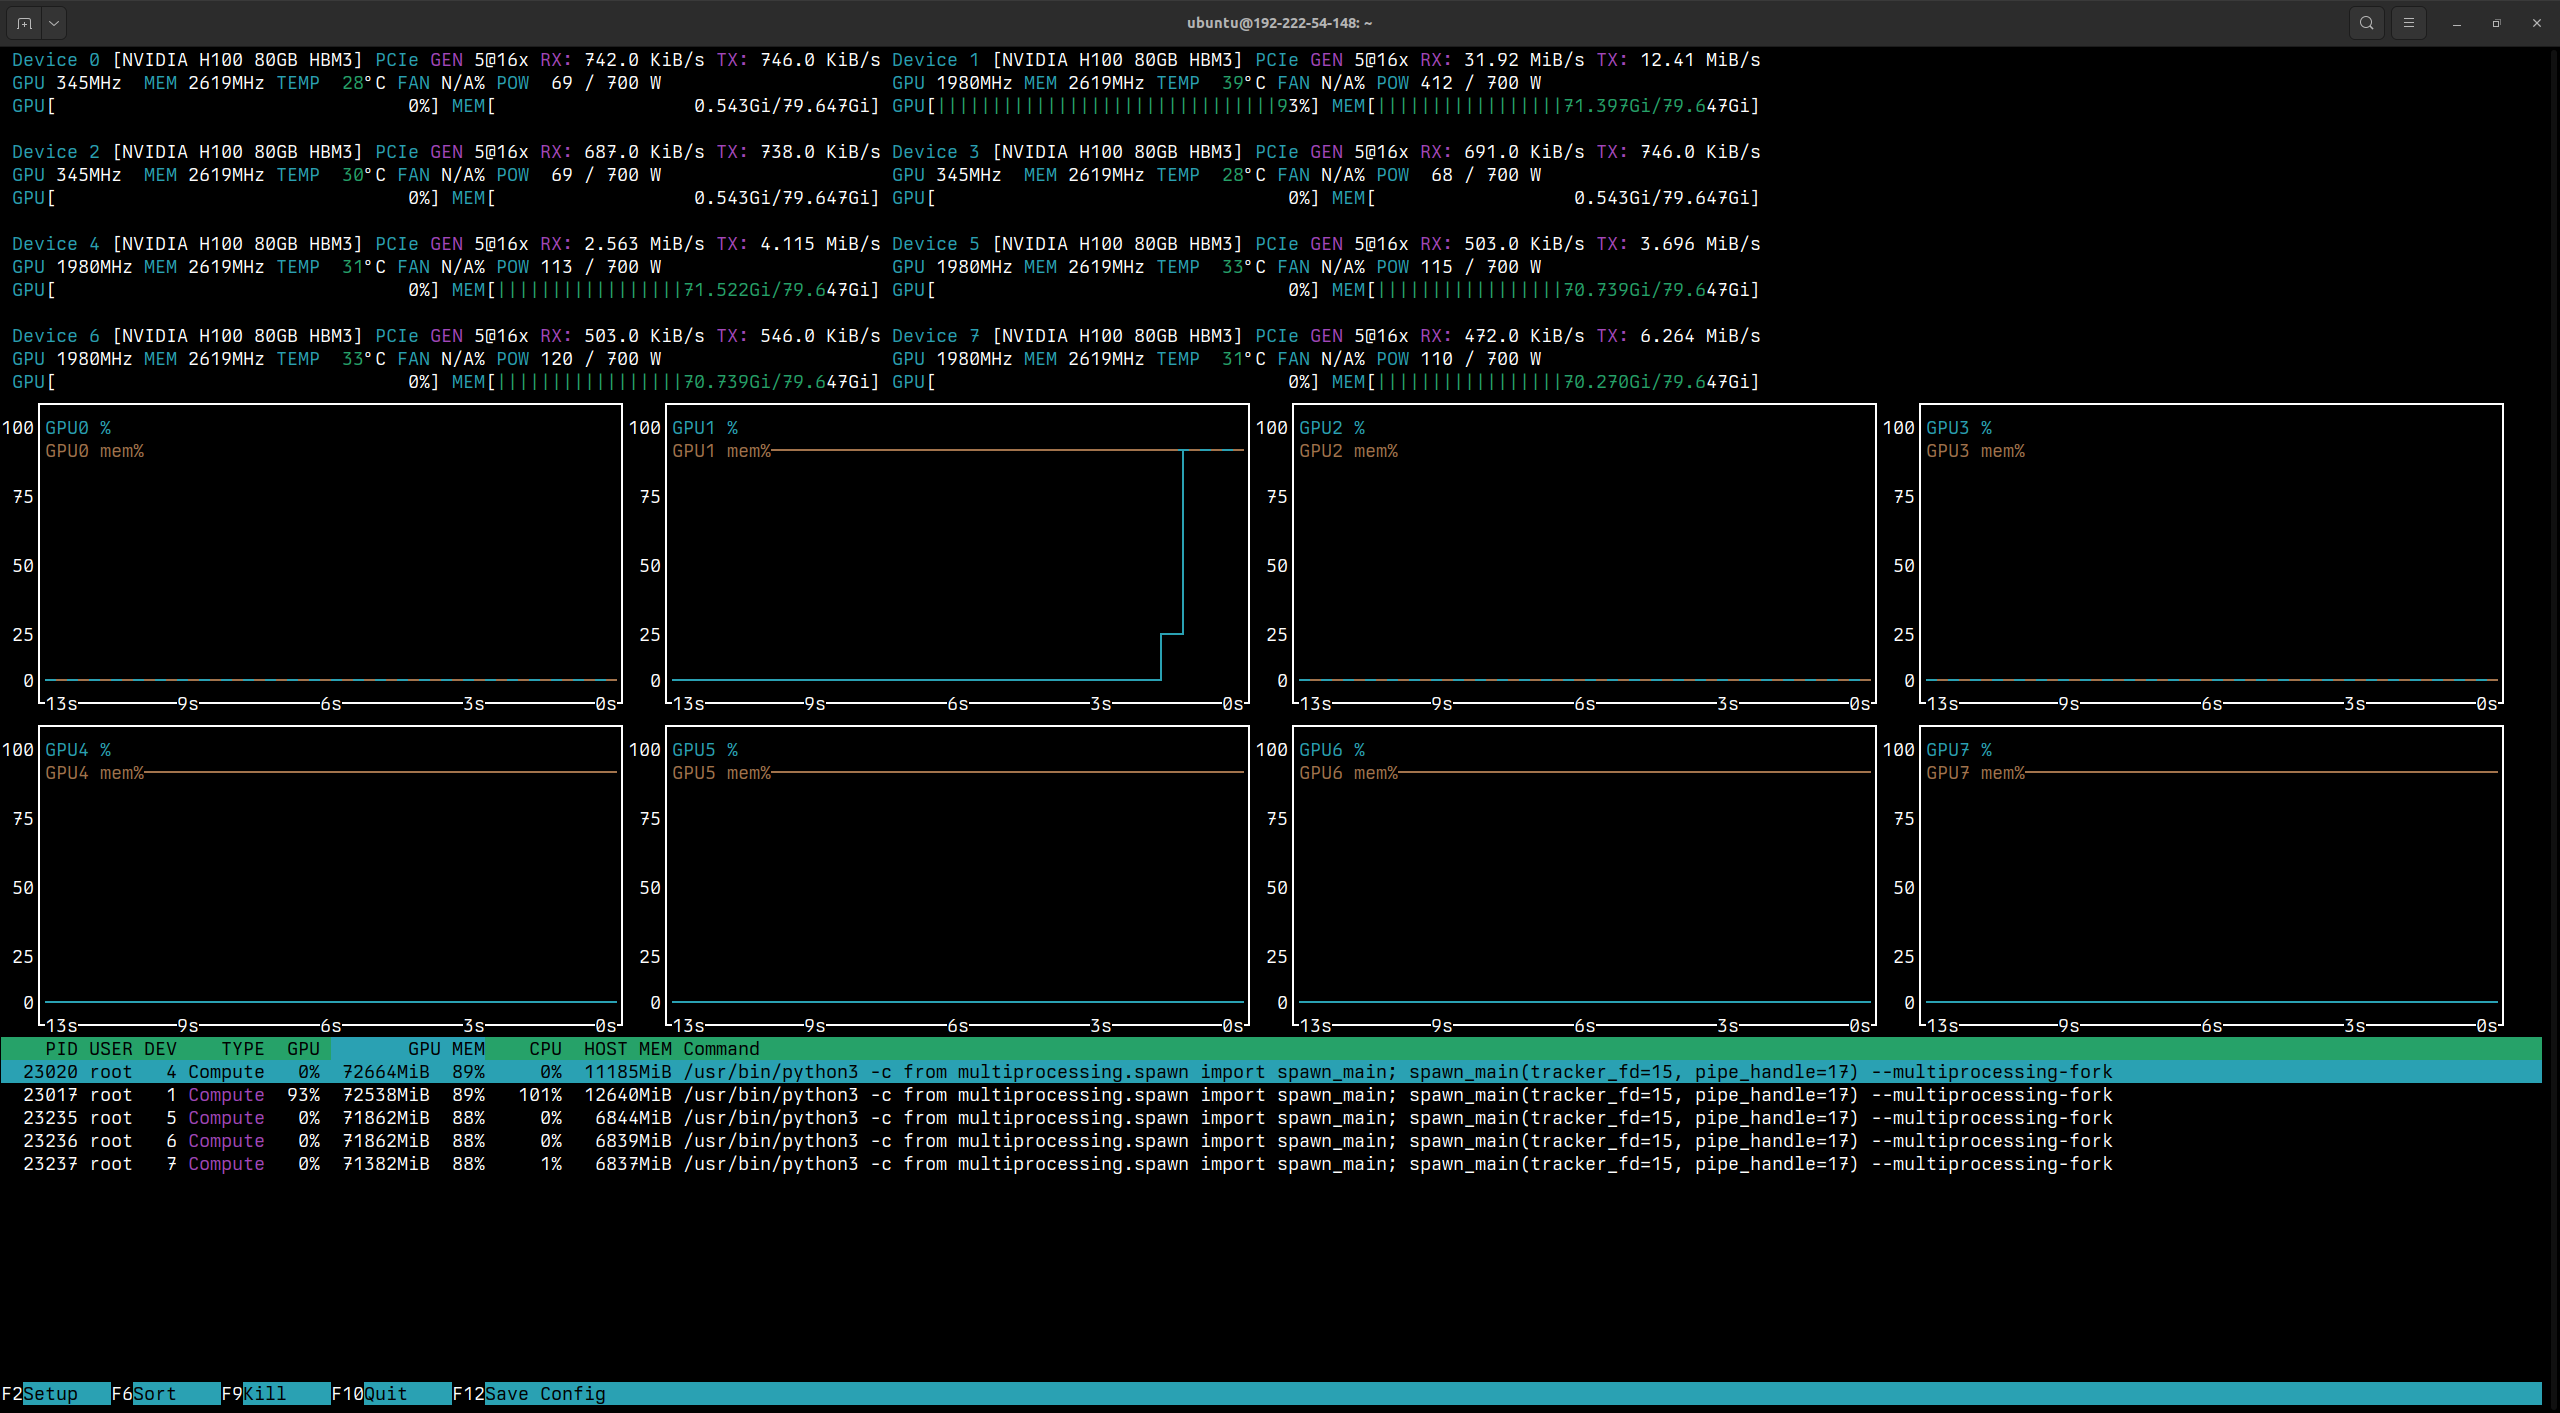 ubuntu@192-222-54-148: ~
Device 0 [NVIDIA H100 80GB HBM3] PCIe GEN 5@16x RX: 742.0 KiB/s TX: 746.0 KiB/s Device 1 [NVIDIA H100 80GB HBM3] PCIe GEN 5@16x RX: 31.92 MiB/s TX: 12.41 MiB/s
GPU 345MHz MEM 2619MHz TEMP 28°C FAN N/A% POW 69 / 700 W GPU 1980MHz MEM 2619MHz TEMP 39°C FAN N/A% POW 412 / 700 W
GPU[ 0%] MEM[ 0.543Gi/79.647Gi] GPU[|||||||||||||||||||||||||||||||93%] MEM[|||||||||||||||||71.397Gi/79.647Gi]
Device 2 [NVIDIA H100 80GB HBM3] PCIe GEN 5@16x RX: 687.0 KiB/s TX: 738.0 KiB/s Device 3 [NVIDIA H100 80GB HBM3] PCIe GEN 5@16x RX: 691.0 KiB/s TX: 746.0 KiB/s
GPU 345MHz MEM 2619MHz TEMP 30°C FAN N/A% POW 69 / 700 W GPU 345MHz MEM 2619MHz TEMP 28°C FAN N/A% POW 68 / 700 W
GPU[ 0%] MEM[ 0.543Gi/79.647Gi] GPU[ 0%] MEM[ 0.543Gi/79.647Gi]
Device 4 [NVIDIA H100 80GB HBM3] PCIe GEN 5@16x RX: 2.563 MiB/s TX: 4.115 MiB/s Device 5 [NVIDIA H100 80GB HBM3] PCIe GEN 5@16x RX: 503.0 KiB/s TX: 3.696 MiB/s
GPU 1980MHz MEM 2619MHz TEMP 31°C FAN N/A% POW 113 / 700 W GPU 1980MHz MEM 2619MHz TEMP 33°C FAN N/A% POW 115 / 700 W
GPU[ 0%] MEM[|||||||||||||||||71.522Gi/79.647Gi] GPU[ 0%] MEM[|||||||||||||||||70.739Gi/79.647Gi]
Device 6 [NVIDIA H100 80GB HBM3] PCIe GEN 5@16x RX: 503.0 KiB/s TX: 546.0 KiB/s Device 7 [NVIDIA H100 80GB HBM3] PCIe GEN 5@16x RX: 472.0 KiB/s TX: 6.264 MiB/s
GPU 1980MHz MEM 2619MHz TEMP 33°C FAN N/A% POW 120 / 700 W GPU 1980MHz MEM 2619MHz TEMP 31°C FAN N/A% POW 110 / 700 W
GPU[ 0%] MEM[|||||||||||||||||70.739Gi/79.647Gi] GPU[ 0%] MEM[|||||||||||||||||70.270Gi/79.647Gi]
100 GPU0 % 100 GPU1 % 100 GPU2 % 100 GPU3 %
GPU0 mem% GPU1 mem% GPU2 mem% GPU3 mem%
75 75 75 75
50 50 50 50
25 25 25 25
0 0 0 0
13s 9s 6s 3s 0s 13s 9s 6s 3s 0s 13s 9s 6s 3s 0s 13s 9s 6s 3s 0s
100 GPU4 % 100 GPU5 % 100 GPU6 % 100 GPU7 %
GPU4 mem% GPU5 mem% GPU6 mem% GPU7 mem%
75 75 75 75
50 50 50 50
25 25 25 25
0 0 0 0
13s 9s 6s 3s 0s 13s 9s 6s 3s 0s 13s 9s 6s 3s 0s 13s 9s 6s 3s 0s
PID USER DEV TYPE GPU GPU MEM CPU HOST MEM Command
23020 root 4 Compute 0% 72664MiB 89% 0% 11185MiB /usr/bin/python3 -c from multiprocessing.spawn import spawn_main; spawn_main(tracker_fd=15, pipe_handle=17) --multiprocessing-fork
23017 root 1 Compute 93% 72538MiB 89% 101% 12640MiB /usr/bin/python3 -c from multiprocessing.spawn import spawn_main; spawn_main(tracker_fd=15, pipe_handle=17) --multiprocessing-fork
23235 root 5 Compute 0% 71862MiB 88% 0% 6844MiB /usr/bin/python3 -c from multiprocessing.spawn import spawn_main; spawn_main(tracker_fd=15, pipe_handle=17) --multiprocessing-fork
23236 root 6 Compute 0% 71862MiB 88% 0% 6839MiB /usr/bin/python3 -c from multiprocessing.spawn import spawn_main; spawn_main(tracker_fd=15, pipe_handle=17) --multiprocessing-fork
23237 root 7 Compute 0% 71382MiB 88% 1% 6837MiB /usr/bin/python3 -c from multiprocessing.spawn import spawn_main; spawn_main(tracker_fd=15, pipe_handle=17) --multiprocessing-fork
F2Setup F6Sort F9Kill F10Quit F12Save Config